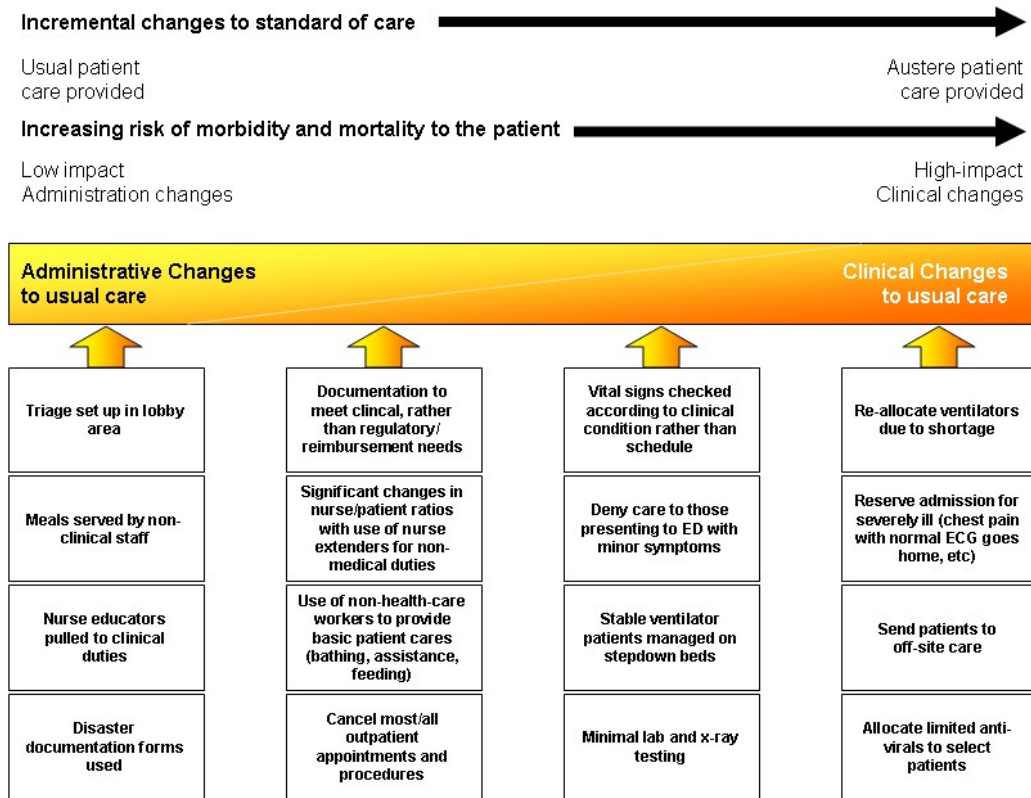 Incremental changes to standard of care
Usual patient
care provided
Austere patient
care provided
Increasing risk of morbidity and mortality to the patient
Low impact
Administration changes
High-impact
Clinical changes
Administrative Changes
to usual care
Clinical Changes
to usual care
Triage set up in lobby
area
Meals served by non-
clinical staff
Nurse educators
pulled to clinical
duties
Disaster
documentation forms
used
Documentation to
meet clincal, rather
than regulatory/
reimbursement needs
Significant changes in
nurse/patient ratios
with use of nurse
extenders for non-
medical duties
Use of non-health-care
workers to provide
basic patient cares
(bathing, assistance,
feeding)
Cancel most/all
outpatient
appointments and
procedures
Vital signs checked
according to clinical
condition rather than
schedule
Deny care to those
presenting to ED with
minor symptoms
Stable ventilator
patients managed on
stepdown beds
Minimal lab and x-ray
testing
Re-allocate ventilators
due to shortage
Reserve admission for
severely ill (chest pain
with normal ECG goes
home, etc)
Send patients to
off-site care
Allocate limited anti-
virals to select
patients